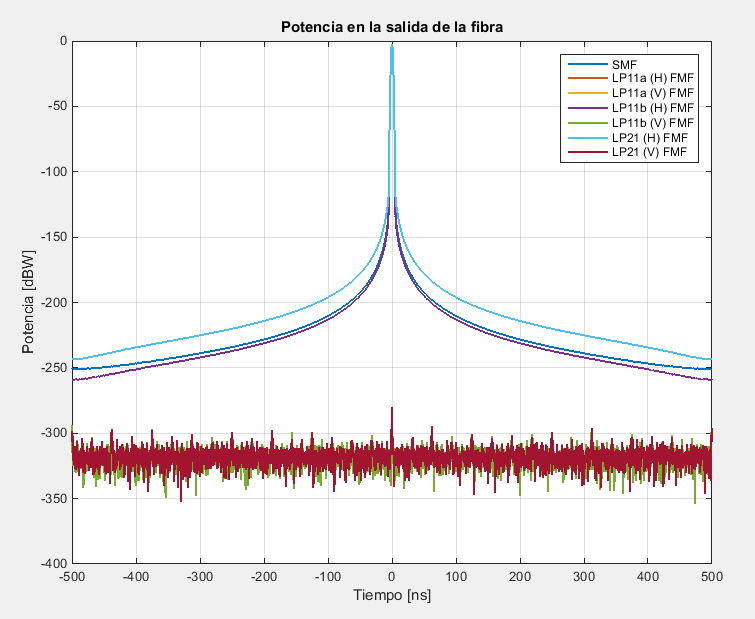 Potencia en la salida de la fibra
SMF
LP11a (H) FMF
LP11a (V) FMF
LP11b (H) FMF
LP11b (V) FMF
LP21 (H) FMF
LP21 (V) FMF
Potencia [dBW]
0
-50
-100
-150
-200
-250
-300
-350
-400
-500
-400
-300
-200
-100
0
100
200
300
400
500
Tiempo [ns]